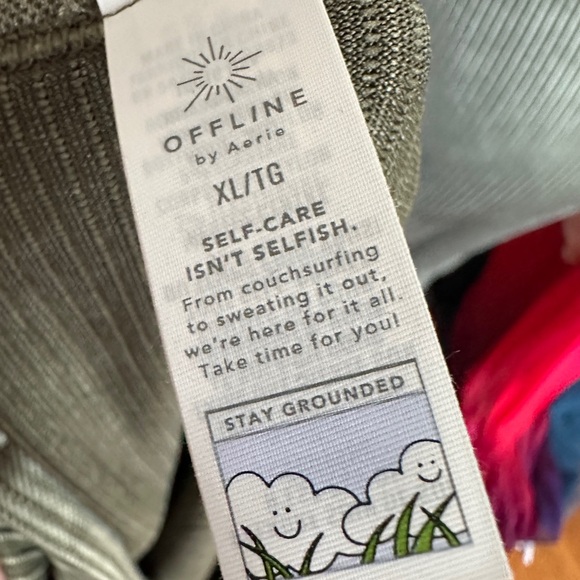 OFFLINE
by Aerie
XL/TG
SELF-CARE
ISN'T SELFISH.
From couchsurfing
to sweating it out,
we're here for it all.
Take time for you!
STAY GROUNDED